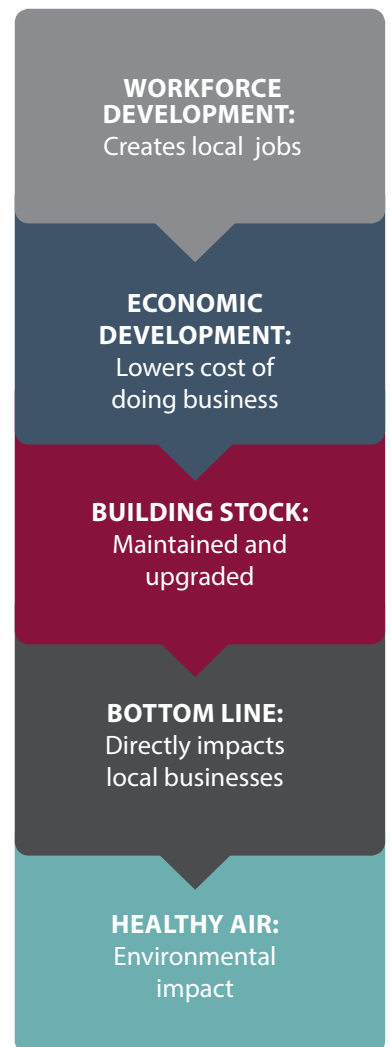 WORKFORCE
DEVELOPMENT:
Creates local jobs
ECONOMIC
DEVELOPMENT:
Lowers cost of
doing business
BUILDING STOCK:
Maintained and
upgraded
BOTTOM LINE:
Directly impacts
local businesses
HEALTHY AIR:
Environmental
impact